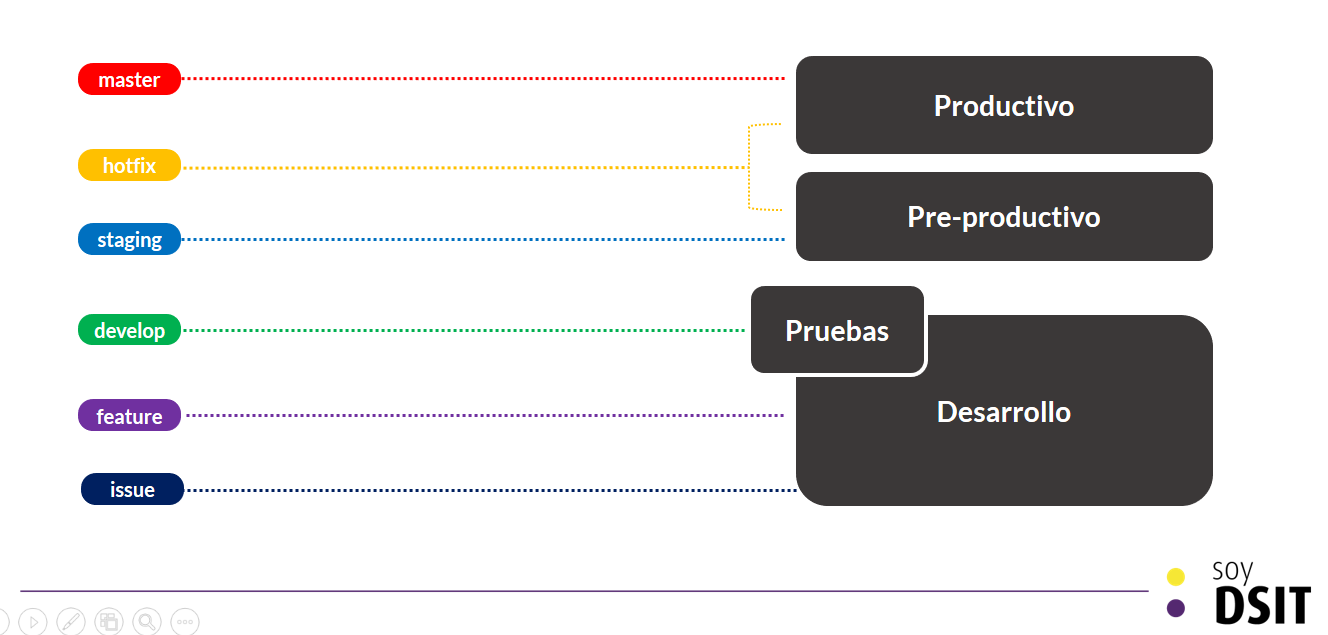 master
Productivo
hotfix
Pre-productivo
staging
develop
Pruebas
feature
Desarrollo
issue
soy
DSIT